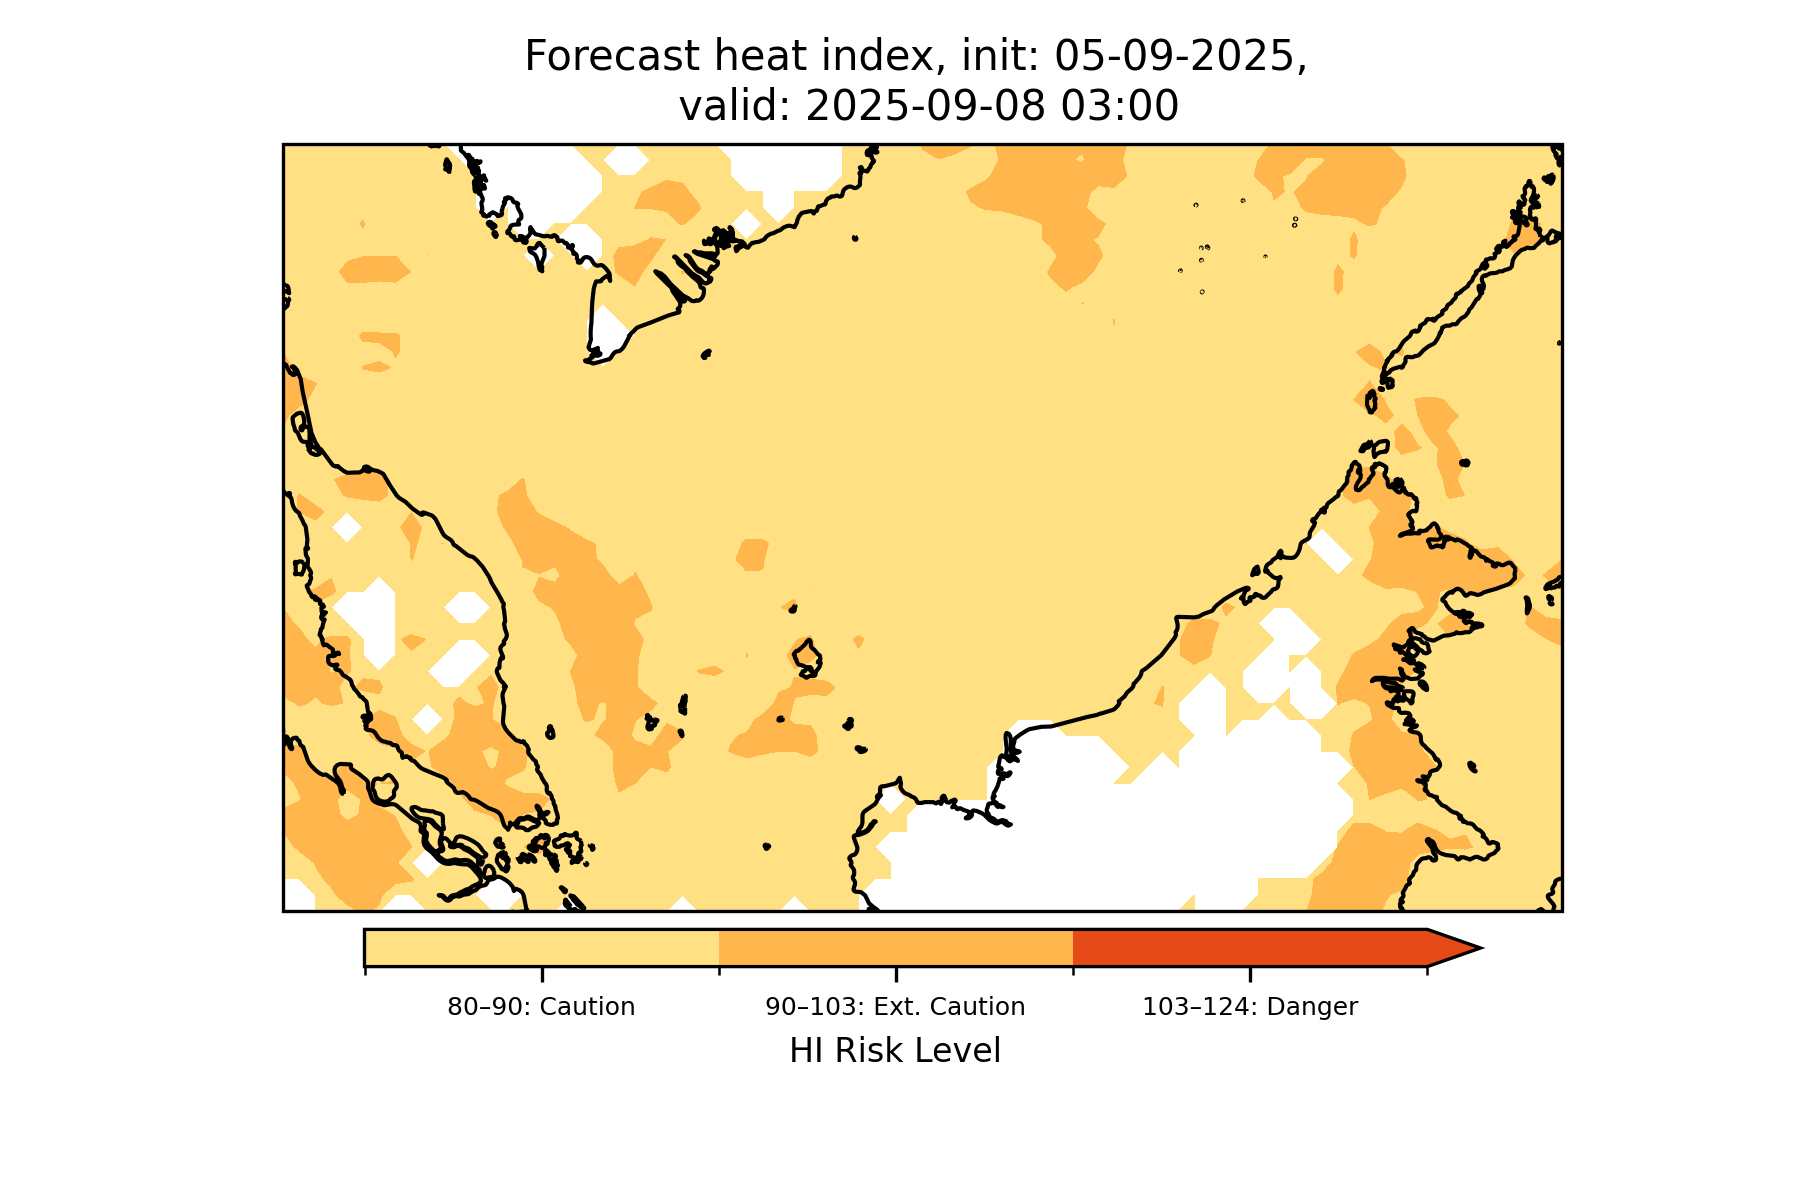 Forecast heat index, init: 05-09-2025,
valid: 2025-09-08 03:00
80–90: Caution
90–103: Ext. Caution
103–124: Danger
HI Risk Level